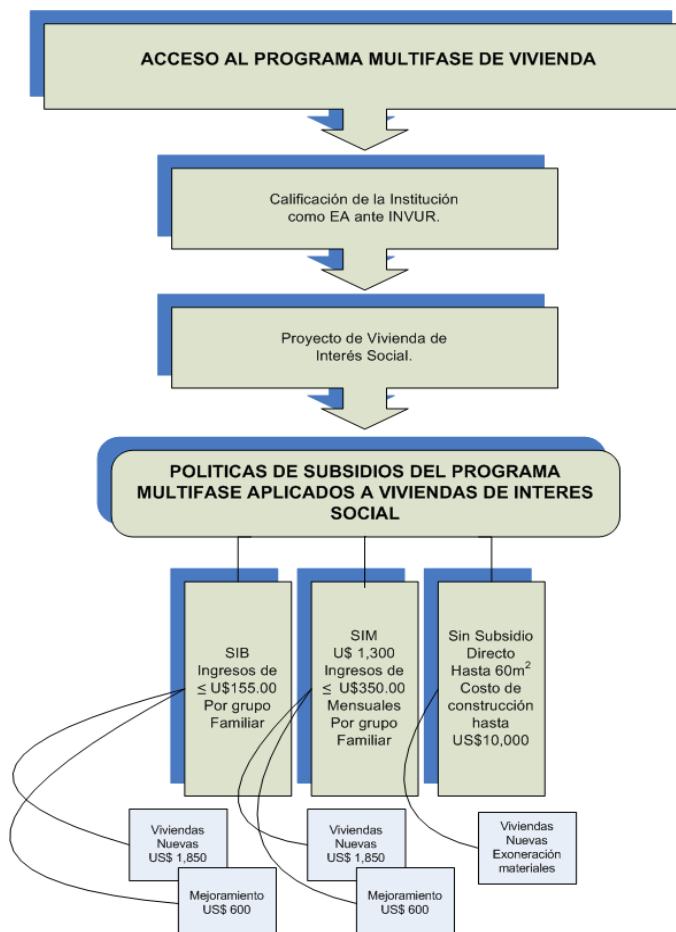 ACCESO AL PROGRAMA MULTIFASE DE VIVIENDA
Calificación de la Institución
como EA ante INVUR.
Proyecto de Vivienda de
Interés Social.
POLITICAS DE SUBSIDIOS DEL PROGRAMA
MULTIFASE APLICADOS A VIVIENDAS DE INTERES
SOCIAL
SIB
Ingresos de
≤ U$155.00
Por grupo
Familiar
SIM
U$ 1,300
Ingresos de
≤ U$350.00
Mensuales
Por grupo
Familiar
Sin Subsidio
Directo
Hasta 60m²
Costo de
construcción
hasta
US$10,000
Viviendas
Nuevas
US$ 1,850
Mejoramiento
US$ 600
Viviendas
Nuevas
US$ 1,850
Mejoramiento
US$ 600
Viviendas
Nuevas
Exoneración
materiales